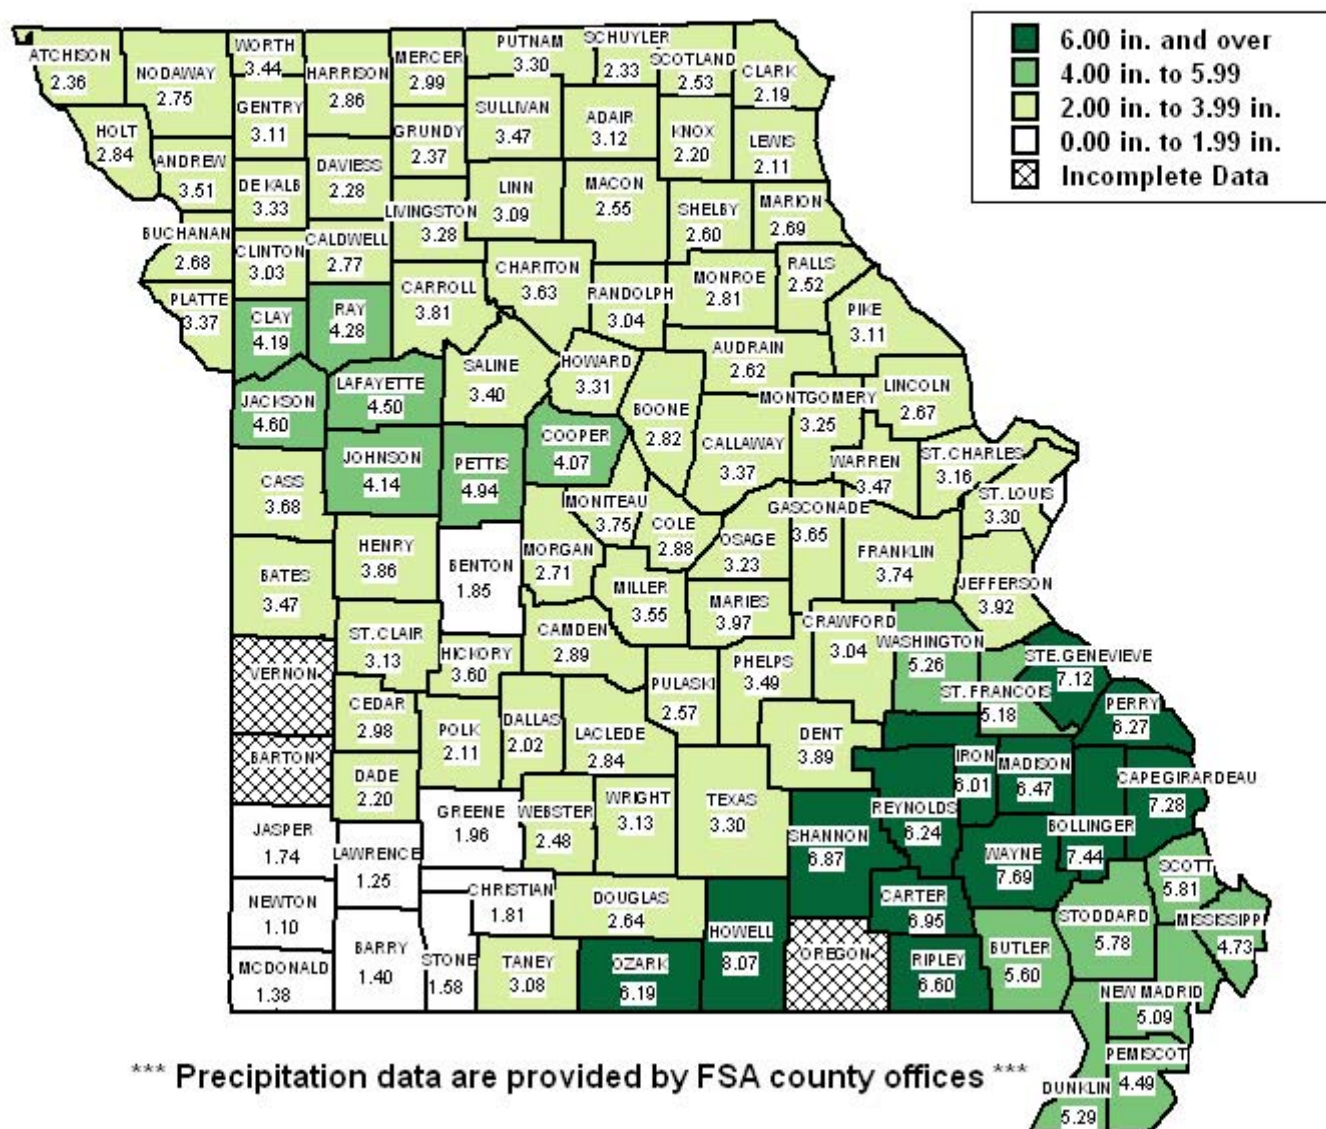 6.00 in. and over
4.00 in. to 5.99
2.00 in. to 3.99 in.
0.00 in. to 1.99 in.
Incomplete Data
ATCHISON
2.36
NODAWAY
2.75
WORTH
3.44
HARRISON
2.86
MERCER
2.99
PUTNAM
3.30
SCHUYLER
2.33
SCOTLAND
2.53
CLARK
2.19
HOLT
2.84
GENTRY
3.11
GRUNDY
2.37
SULLIVAN
3.47
ADAIR
3.12
KNOX
2.20
LEWIS
2.11
ANDREW
3.51
DE KALB
3.33
DAVIESS
2.28
LIVINGSTON
3.28
LINN
3.09
MACON
2.55
SHELBY
2.60
MARION
2.69
BUCHANAN
2.68
CLINTON
3.03
CALDWELL
2.77
CARROLL
3.81
CHARITON
3.63
RANDOLPH
3.04
MONROE
2.81
RALLS
2.52
PIKE
3.11
PLATTE
3.37
CLAY
4.19
RAY
4.28
SALINE
3.40
HOWARD
3.31
AUDRAIN
2.62
JACKSON
4.60
LAFAYETTE
4.50
COOPER
4.07
BOONE
2.82
CALLAWAY
3.37
MONTGOMERY
3.25
LINCOLN
2.67
WARREN
3.47
ST. CHARLES
3.16
ST. LOUIS
3.30
CASS
3.68
JOHNSON
4.14
PETTIS
4.94
MONITEAU
3.75
COLE
2.88
OSAGE
3.23
GASCONADE
3.65
FRANKLIN
3.74
JEFFERSON
3.92
BATES
3.47
HENRY
3.86
BENTON
1.85
MORGAN
2.71
MILLER
3.55
MARIES
3.97
CRAWFORD
3.04
WASHINGTON
5.26
STE. GENEVIEVE
7.12
ST. FRANCOIS
5.18
PERRY
6.27
VERNON
ST. CLAIR
3.13
HICKORY
3.60
CAMDEN
2.89
PULASKI
2.57
PHELPS
3.49
CEDAR
2.98
POLK
2.11
DALLAS
2.02
LACLEDE
2.84
DENT
3.89
IRON
6.01
MADISON
6.47
CAPE GIRARDEAU
7.28
BARTON
DADE
2.20
GREENE
1.96
WEBSTER
2.48
WRIGHT
3.13
TEXAS
3.30
SHANNON
6.87
REYNOLDS
6.24
WAYNE
7.69
BOLLINGER
7.44
SCOTT
5.81
JASPER
1.74
LAWRENCE
1.25
CHRISTIAN
1.81
DOUGLAS
2.64
HOWELL
8.07
CARTER
6.95
STODDARD
5.78
MISSISSIPPI
4.73
NEWTON
1.10
MCDONALD
1.38
BARRY
1.40
STONE
1.58
TANEY
3.08
OZARK
6.19
OREGON
RIPLEY
6.60
BUTLER
5.60
NEW MADRID
5.09
PEMISCOT
4.49
DUNKLIN
5.29
*** Precipitation data are provided by FSA county offices ***